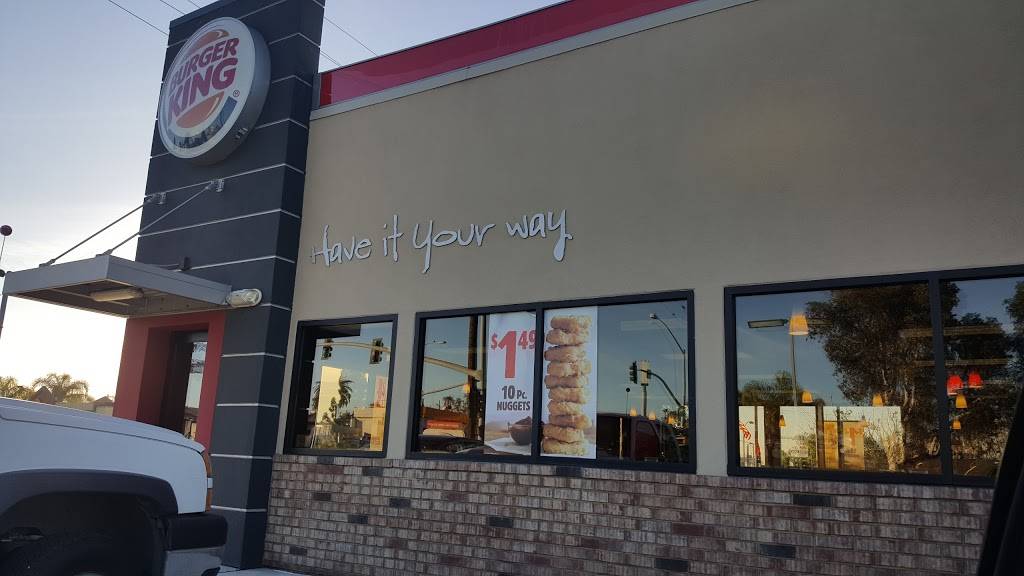 BURGER
KING
®
Have it your way.
$1 49
10 Pc.
NUGGETS